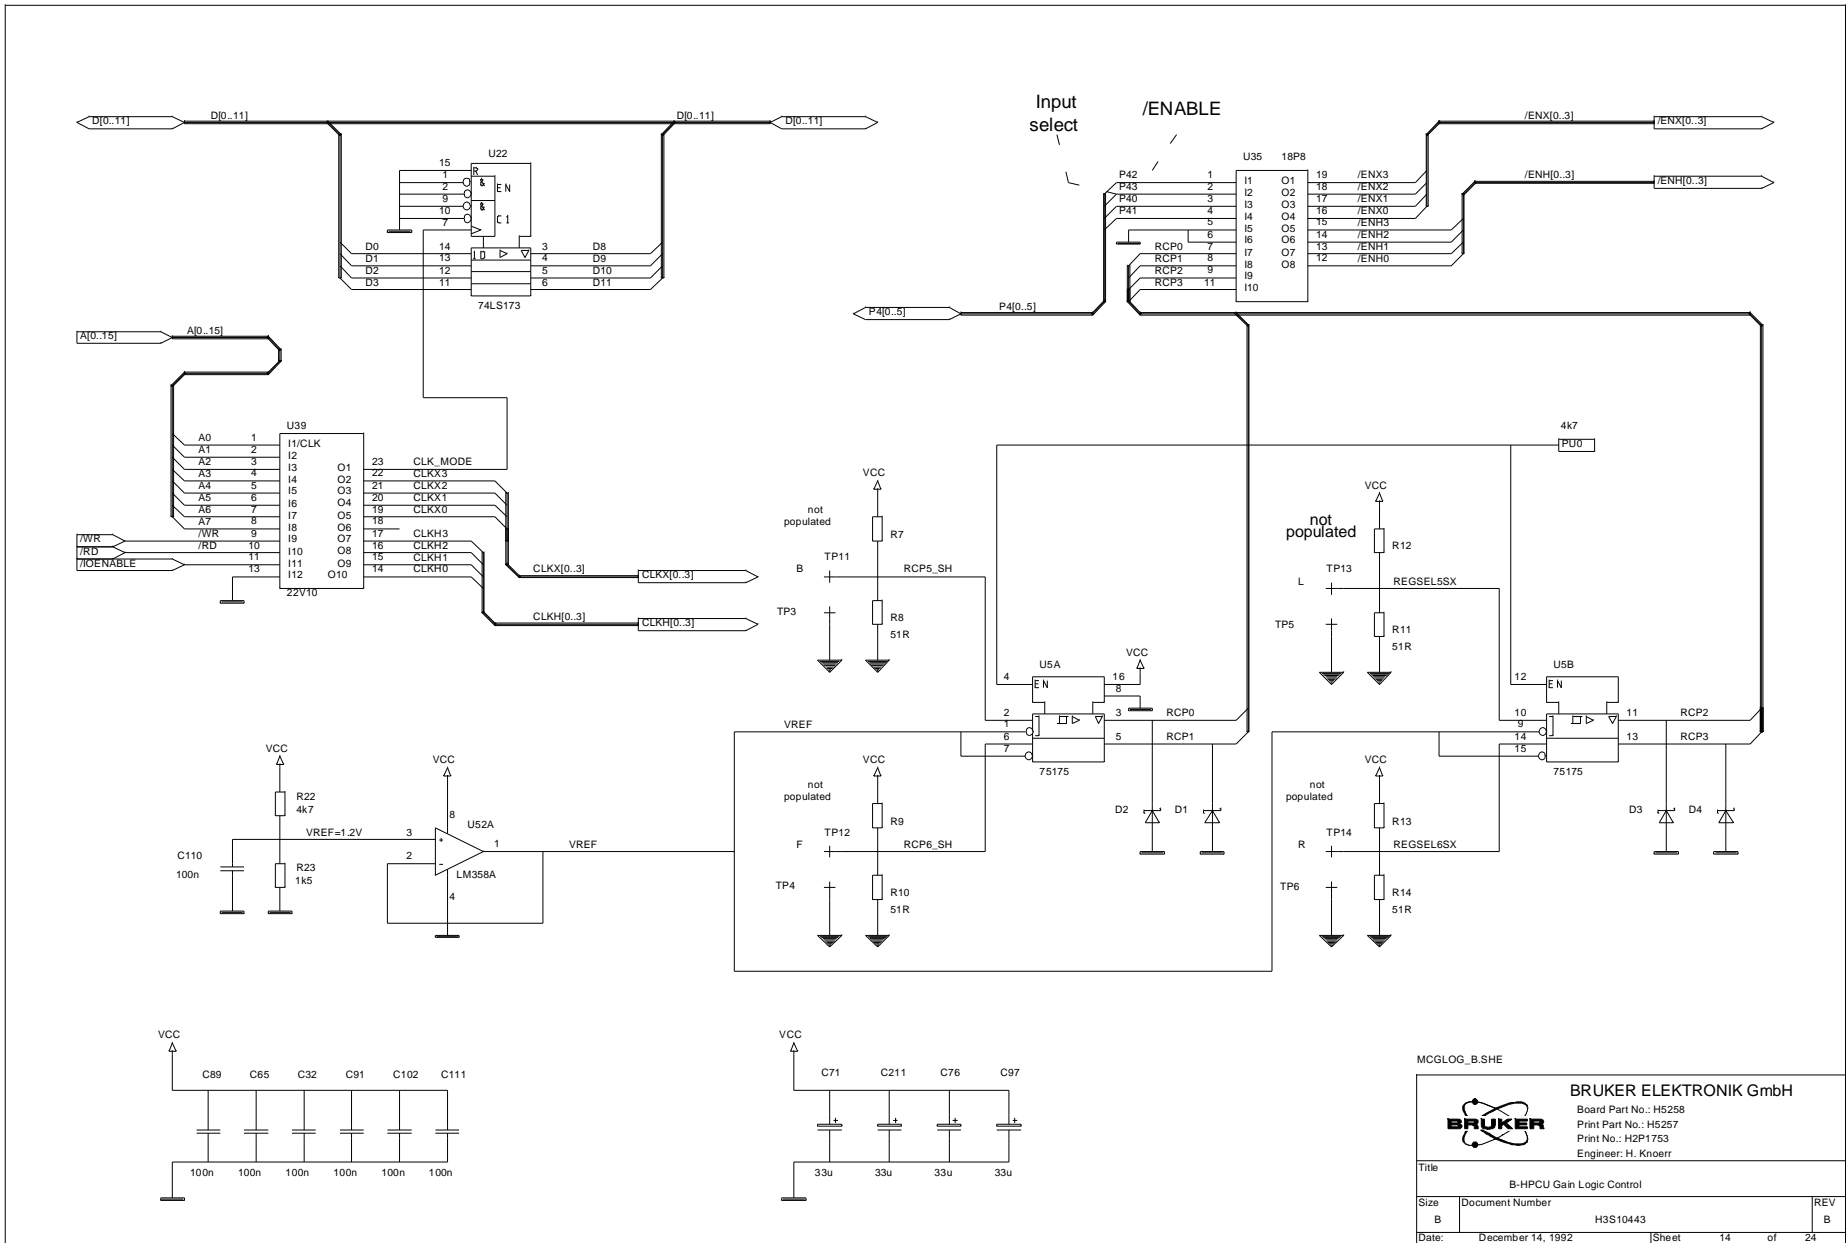 Input
select
/ENABLE
D[0..11]
D[0..11]
D[0..11]
D[0..11]
U22
15
1
2
9
10
7
R
&
EN
&
C1
1D
D0 14 3 D8
D1 13 4 D9
D2 12 5 D10
D3 11 6 D11
74LS173
U35 18P8
P42 1 I1 O1 19 /ENX3
P43 2 I2 O2 18 /ENX2
P40 3 I3 O3 17 /ENX1
P41 4 I4 O4 16 /ENX0
5 I5 O5 15 /ENH3
6 I6 O6 14 /ENH2
RCP0 7 I7 O7 13 /ENH1
RCP1 8 I8 O8 12 /ENH0
RCP2 9 I9
RCP3 11 I10
/ENX[0..3]
/ENX[0..3]
/ENH[0..3]
/ENH[0..3]
P4[0..5]
P4[0..5]
A[0..15]
A[0..15]
U39
A0 1 I1/CLK
A1 2 I2
A2 3 I3 O1 23 CLK_MODE
A3 4 I4 O2 22 CLKX3
A4 5 I5 O3 21 CLKX2
A5 6 I6 O4 20 CLKX1
A6 7 I7 O5 19 CLKX0
A7 8 I8 O6 18
/WR /WR 9 I9 O7 17 CLKH3
/RD /RD 10 I10 O8 16 CLKH2
/IOENABLE 11 I11 O9 15 CLKH1
13 I12 O10 14 CLKH0
22V10
CLKX[0..3]
CLKX[0..3]
CLKH[0..3]
CLKH[0..3]
4k7
PU0
VCC
not
populated
R7
TP11
B
RCP5_SH
TP3
R8
51R
VCC
not
populated
R12
TP13
L
REGSEL5SX
TP5
R11
51R
U5A
VCC
4 EN 16
8
2 3 RCP0
1
6 5 RCP1
7
75175
VREF
U5B
12 EN
10 11 RCP2
9
14 13 RCP3
15
75175
D2
D1
D3
D4
VCC
R22
4k7
VREF=1.2V
C110
100n
R23
1k5
VCC
8
U52A
3
+
2
-
1
LM358A
4
VREF
VCC
not
populated
R9
TP12
F
RCP6_SH
TP4
R10
51R
VCC
not
populated
R13
TP14
R
REGSEL6SX
TP6
R14
51R
VCC
C89 C65 C32 C91 C102 C111
100n 100n 100n 100n 100n 100n
VCC
C71 C211 C76 C97
+ + + +
33u 33u 33u 33u
MCGLOG_B.SHE
BRUKER
BRUKER ELEKTRONIK GmbH
Board Part No.: H5258
Print Part No.: H5257
Print No.: H2P1753
Engineer: H. Knoerr
Title
B-HPCU Gain Logic Control
Size Document Number REV
B H3S10443 B
Date: December 14, 1992 Sheet 14 of 24